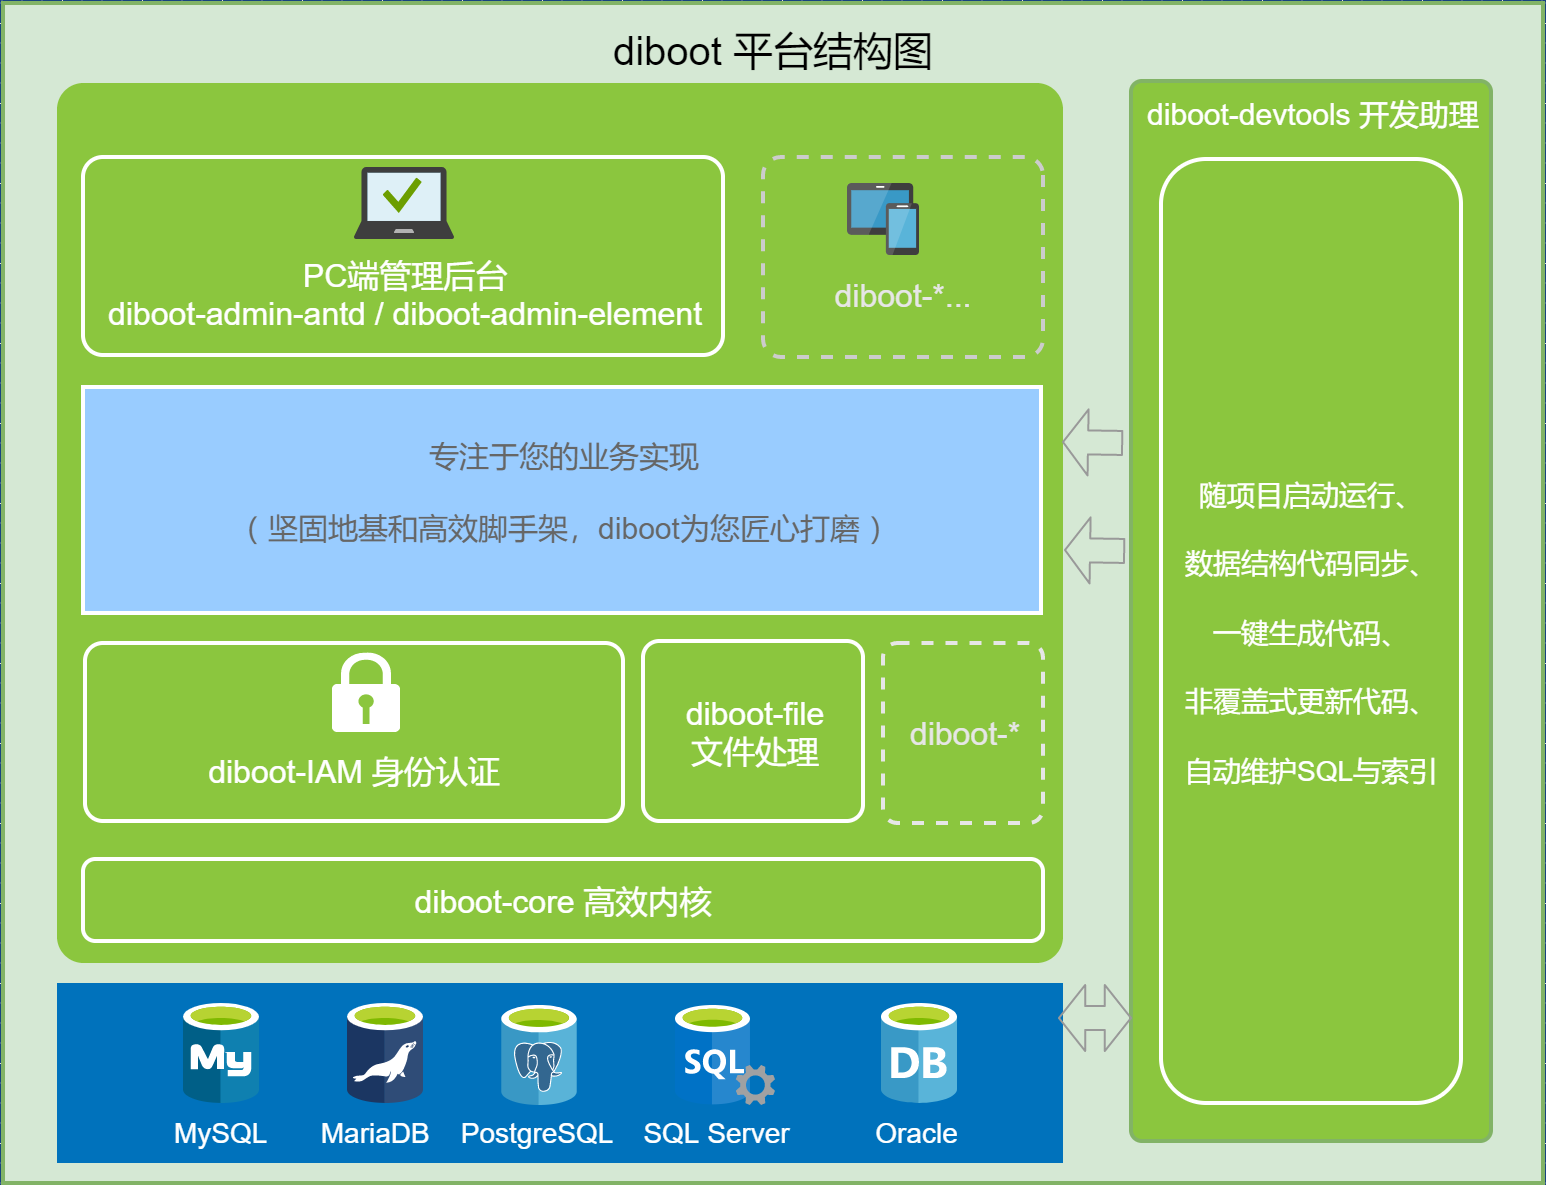 diboot 平台结构图
PC端管理后台
diboot-admin-antd / diboot-admin-element
diboot-*...
专注于您的业务实现
（ 坚固地基和高效脚手架，diboot为您匠心打磨 ）
diboot-IAM 身份认证
diboot-file
文件处理
diboot-*
diboot-core 高效内核
My
SQL
DB
MySQL
MariaDB
PostgreSQL
SQL Server
Oracle
diboot-devtools 开发助理
随项目启动运行、
数据结构代码同步、
一键生成代码、
非覆盖式更新代码、
自动维护SQL与索引